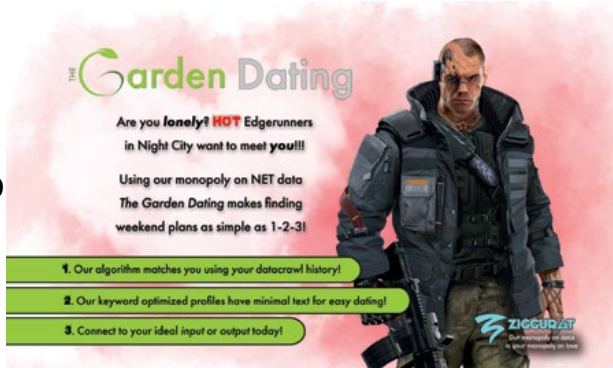 THE Garden Dating
Are you lonely? HOT Edgerunners
in Night City want to meet you!!!
Using our monopoly on NET data
The Garden Dating makes finding
weekend plans as simple as 1-2-3!
1. Our algorithm matches you using your datacrawl history!
2. Our keyword optimized profiles have minimal text for easy dating!
3. Connect to your ideal input or output today!
ZIGGURAT
Our monopoly on data
is your monopoly on love